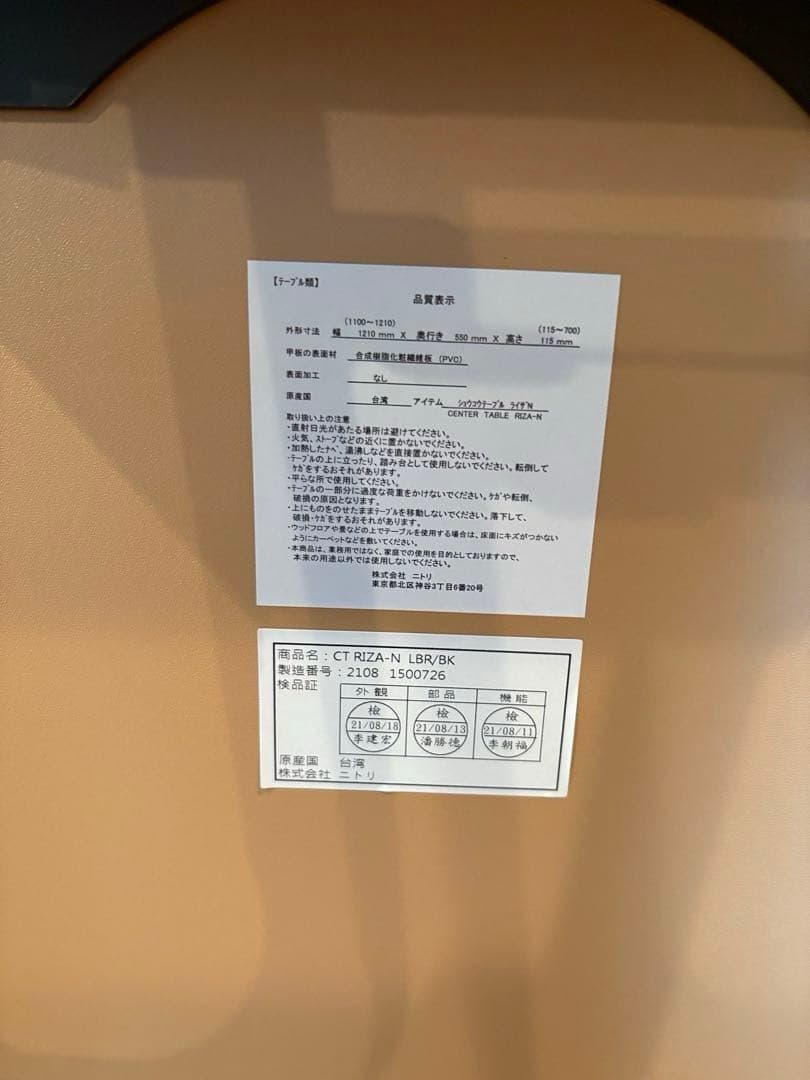 【ﾃｰﾌﾞﾙ類】
品質表示
(1100～1210) (115～700)
外形寸法 幅 1210 mm X 奥行き 550 mm X 高さ 115 mm
甲板の表面材 合成樹脂化粧繊維板 (PVC)
表面加工 なし
原産国 台湾 アイテム ｼｮｳｺｳﾃｰﾌﾞﾙ ﾗｲｻﾞN
CENTER TABLE RIZA-N
取り扱い上の注意
・直射日光があたる場所は避けてください。
・火気、ｽﾄｰﾌﾞなどの近くに置かないでください。
・加熱したﾅﾍﾞ、湯沸しなどを直接置かないでください。
・ﾃｰﾌﾞﾙの上に立ったり、踏み台として使用しないでください。転倒して
ｹｶﾞをするおそれがあります。
・平らな所で使用してください。
・ﾃｰﾌﾞﾙの一部分に過度な荷重をかけないでください。ｹｶﾞや転倒、
破損の原因となります。
・上にものをのせたままﾃｰﾌﾞﾙを移動しないでください。落下して、
破損・ｹｶﾞをするおそれがあります。
・ウッドフロアや畳などの上でテーブルを使用する場合は、床面にキズがつかない
ようにカーペットなどを敷いてください。
・本商品は、業務用ではなく、家庭での使用を目的としておりますので、
本来の用途以外では使用しないでください。
株式会社 ニトリ
東京都北区神谷3丁目6番20号
商品名：CT RIZA-N LBR/BK
製造番号：2108 1500726
検品証 外観 部品 機能
檢 檢 檢
21/08/18 21/08/13 21/08/11
李建宏 潘勝德 李朝福
原産国 台湾
株式会社 ニトリ